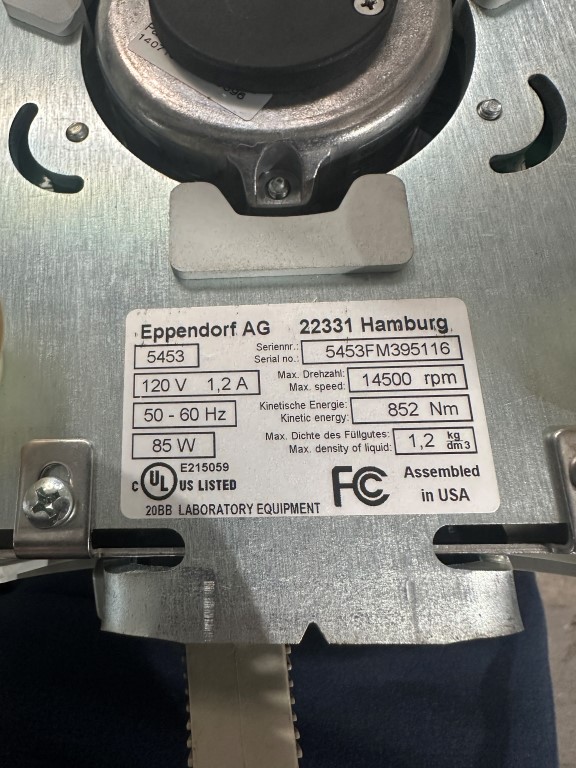 1407
Eppendorf AG 22331 Hamburg
5453 Seriennr.: Serial no.: 5453FM395116
120 V 1,2 A Max. Drehzahl: Max. speed: 14500 rpm
50 - 60 Hz Kinetische Energie: Kinetic energy: 852 Nm
85 W Max. Dichte des Füllgutes: Max. density of liquid: 1,2 kg dm3
C UL US LISTED E215059
FC Assembled
in USA
20BB LABORATORY EQUIPMENT